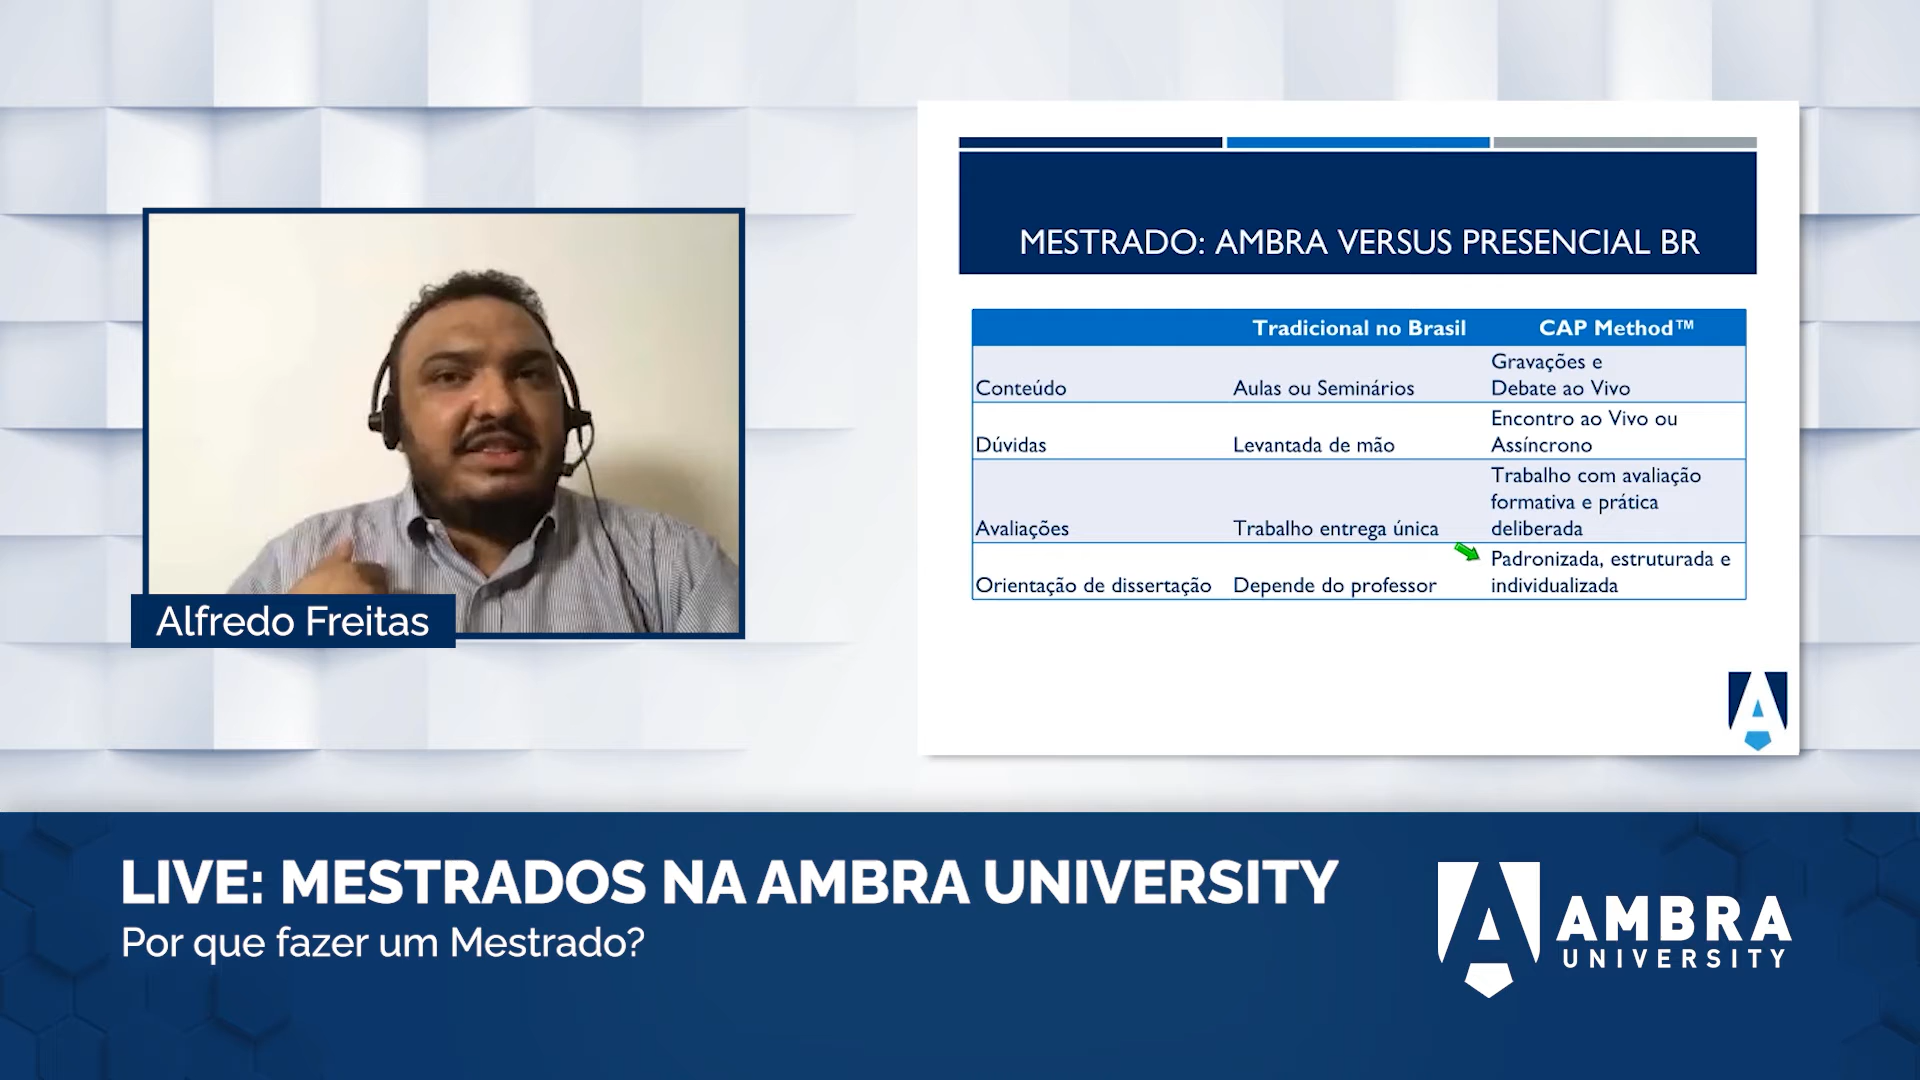 Alfredo Freitas
MESTRADO: AMBRA VERSUS PRESENCIAL BR
Tradicional no Brasil CAP Method™
Conteúdo Aulas ou Seminários Gravações e
Debate ao Vivo
Dúvidas Levantada de mão Encontro ao Vivo ou
Assíncrono
Avaliações Trabalho entrega única Trabalho com avaliação
formativa e prática
deliberada
Orientação de dissertação Depende do professor Padronizada, estruturada e
individualizada
LIVE: MESTRADOS NA AMBRA UNIVERSITY
Por que fazer um Mestrado?
AMBRA
UNIVERSITY